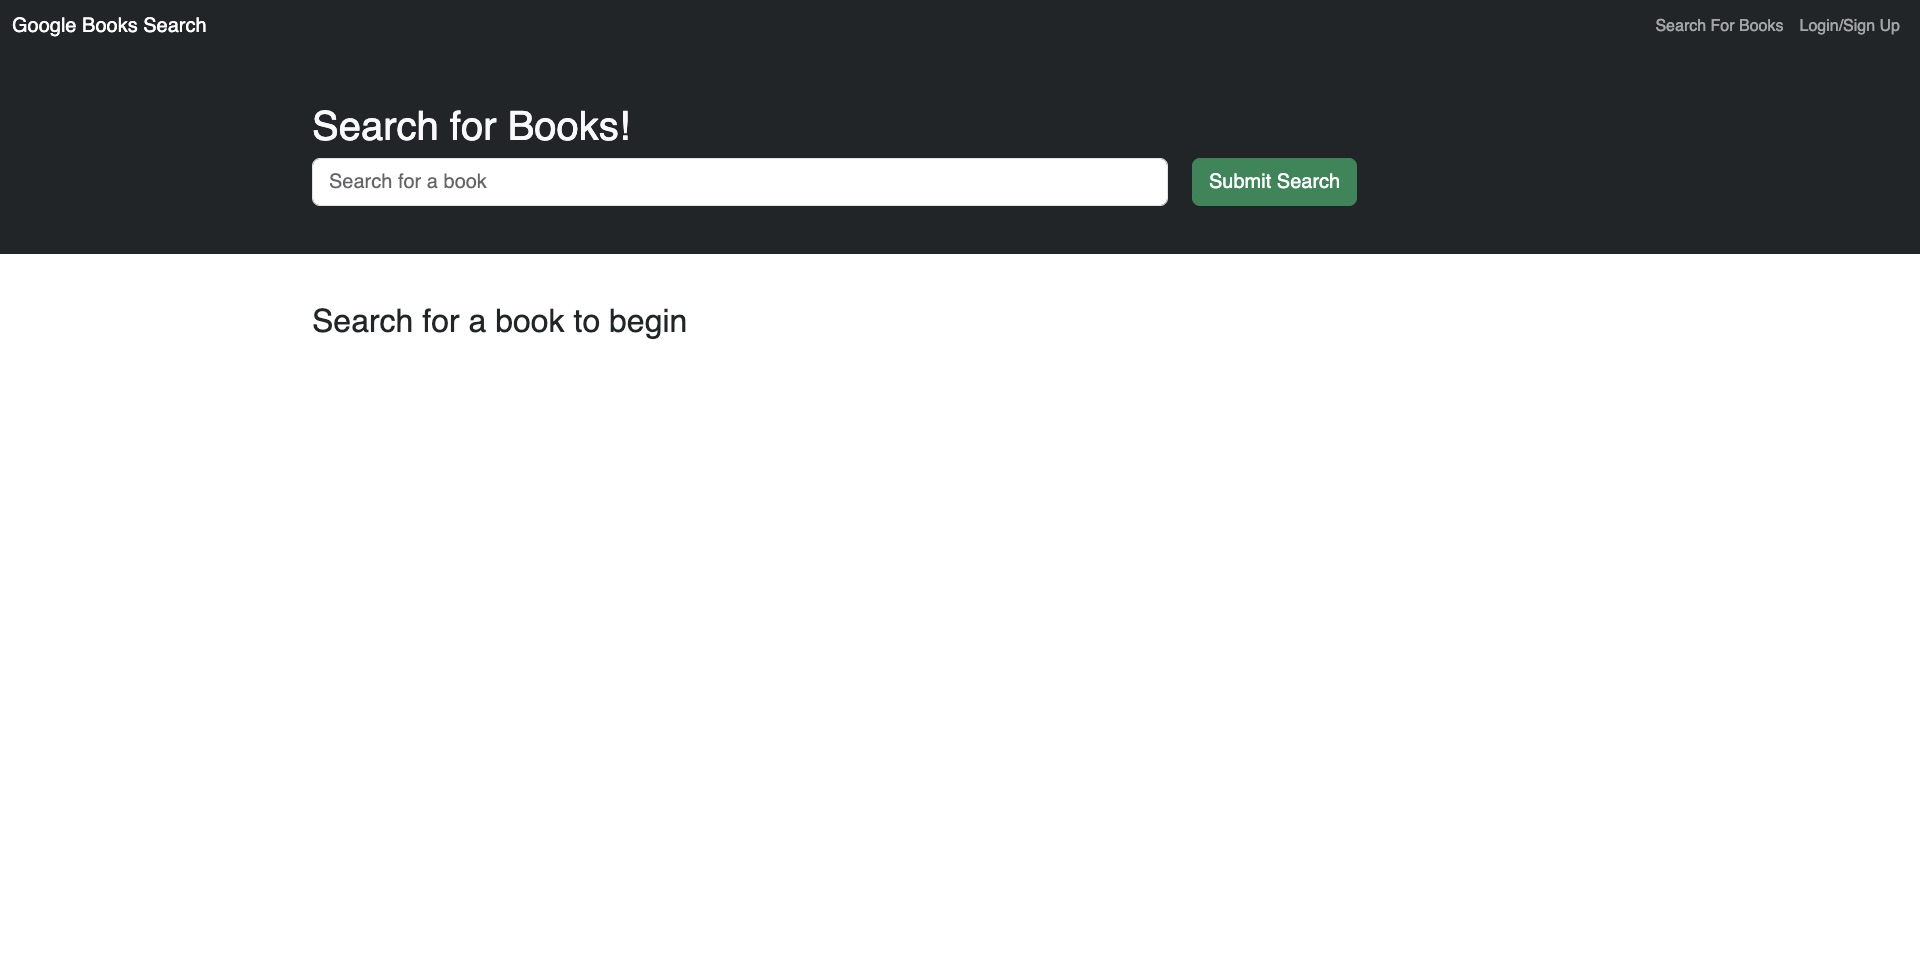 Google Books Search
Search For Books
Login/Sign Up
Search for Books!
Search for a book
Submit Search
Search for a book to begin